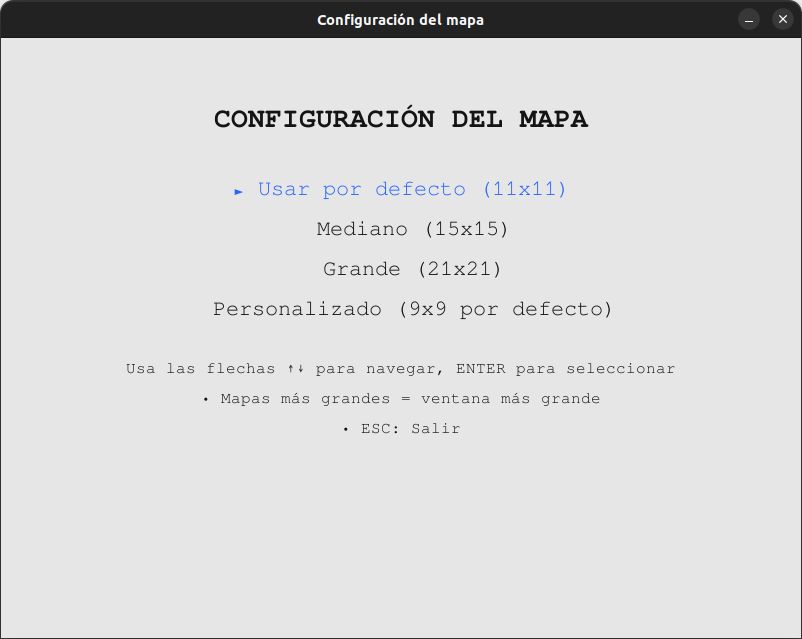 Configuración del mapa
CONFIGURACIÓN DEL MAPA
► Usar por defecto (11x11)
Mediano (15x15)
Grande (21x21)
Personalizado (9x9 por defecto)
Usa las flechas ↑↓ para navegar, ENTER para seleccionar
• Mapas más grandes = ventana más grande
• ESC: Salir